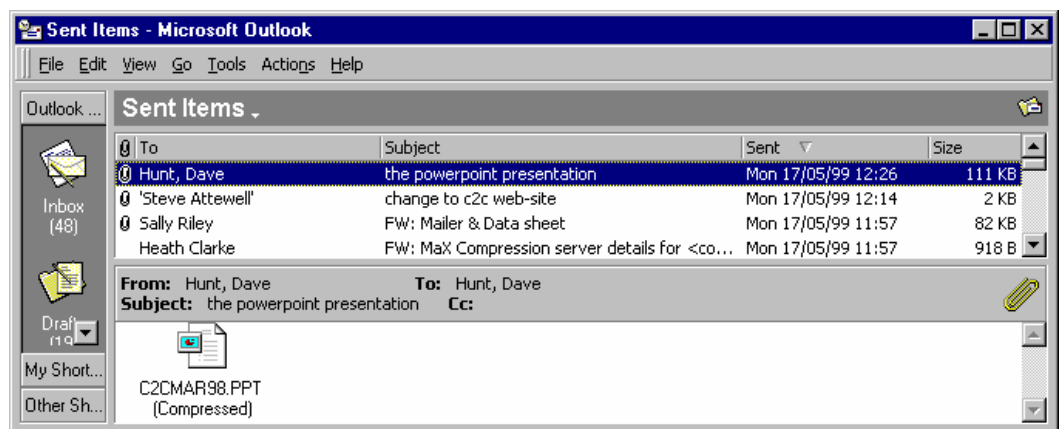 Sent Items - Microsoft Outlook
File Edit View Go Tools Actions Help
Outlook ... Sent Items
To Subject Sent Size
Hunt, Dave the powerpoint presentation Mon 17/05/99 12:26 111 KB
'Steve Attewell' change to c2c web-site Mon 17/05/99 12:14 2 KB
Sally Riley FW: Mailer & Data sheet Mon 17/05/99 11:57 82 KB
Heath Clarke FW: MaX Compression server details for <co... Mon 17/05/99 11:57 918 B
Inbox
(48)
From: Hunt, Dave To: Hunt, Dave
Subject: the powerpoint presentation Cc:
My Short...
Other Sh...
C2CMAR98.PPT
(Compressed)